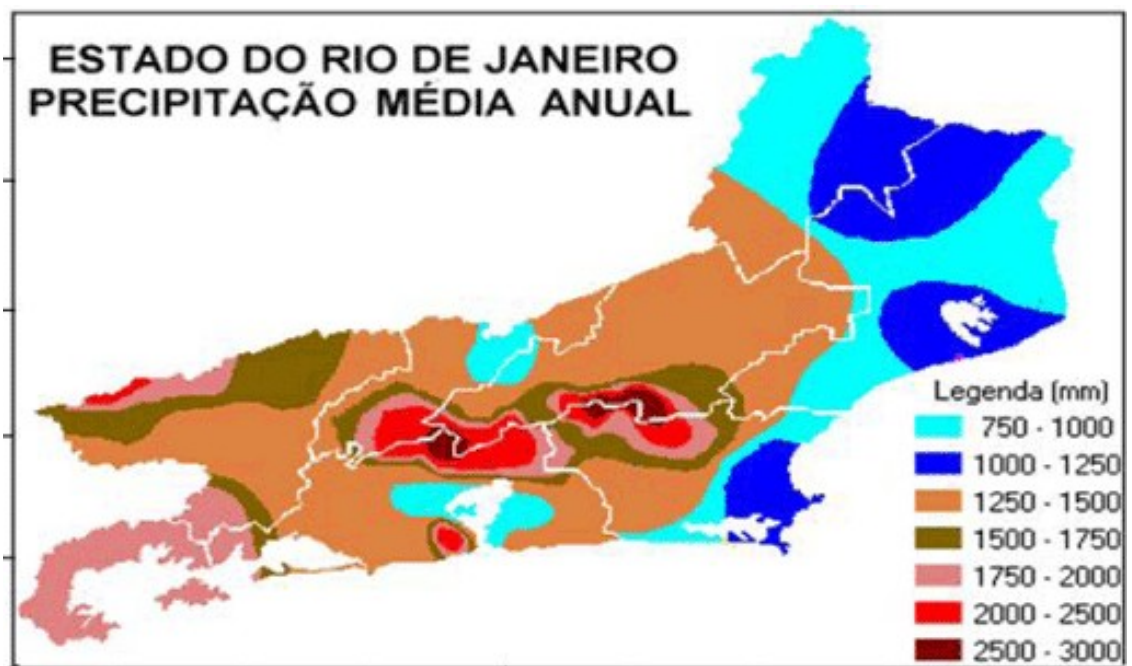 ESTADO DO RIO DE JANEIRO
PRECIPITAÇÃO MÉDIA ANUAL
Legenda (mm)
750 - 1000
1000 - 1250
1250 - 1500
1500 - 1750
1750 - 2000
2000 - 2500
2500 - 3000